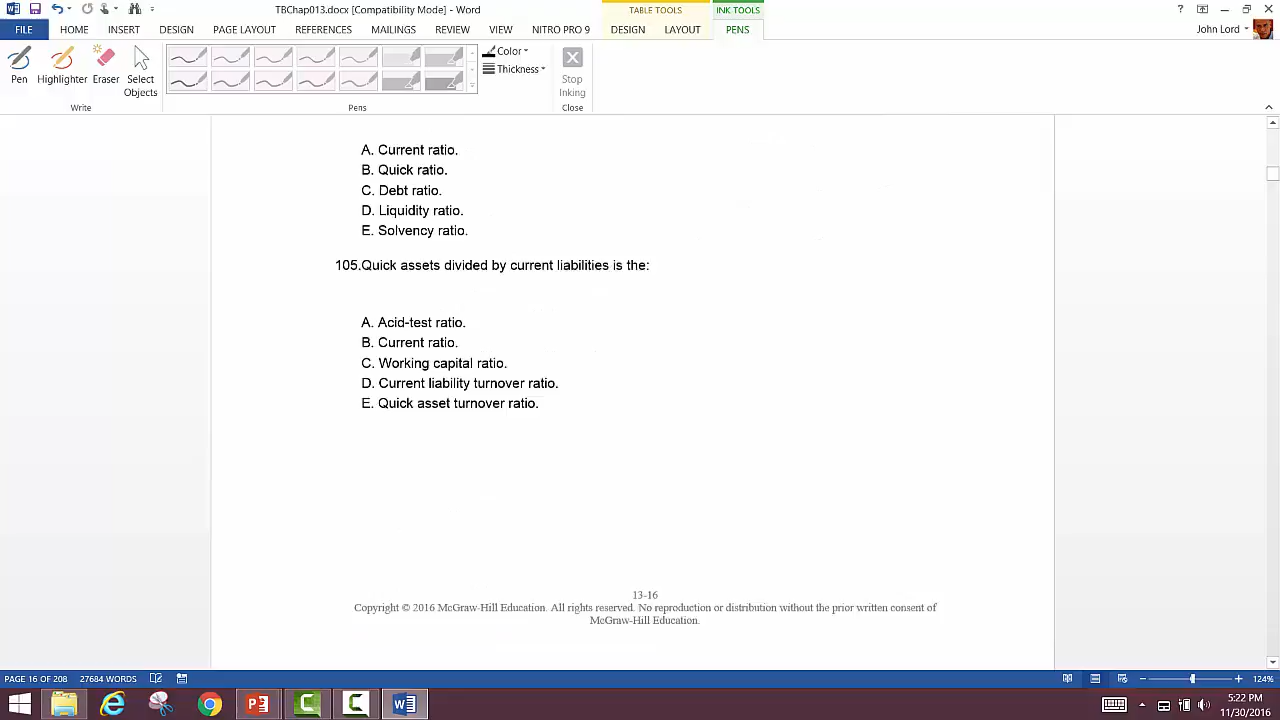 TBChap013.docx [Compatibility Mode] - Word
TABLE TOOLS
INK TOOLS
?
FILE
HOME
INSERT
DESIGN
PAGE LAYOUT
REFERENCES
MAILINGS
REVIEW
VIEW
NITRO PRO 9
DESIGN
LAYOUT
PENS
John Lord
Pen
Highlighter
Eraser
Select
Objects
Color
Thickness
Stop
Inking
Write
Pens
Close
A. Current ratio.
B. Quick ratio.
C. Debt ratio.
D. Liquidity ratio.
E. Solvency ratio.
105.Quick assets divided by current liabilities is the:
A. Acid-test ratio.
B. Current ratio.
C. Working capital ratio.
D. Current liability turnover ratio.
E. Quick asset turnover ratio.
13-16
Copyright © 2016 McGraw-Hill Education. All rights reserved. No reproduction or distribution without the prior written consent of
McGraw-Hill Education.
PAGE 16 OF 208
27684 WORDS
124%
5:22 PM
11/30/2016